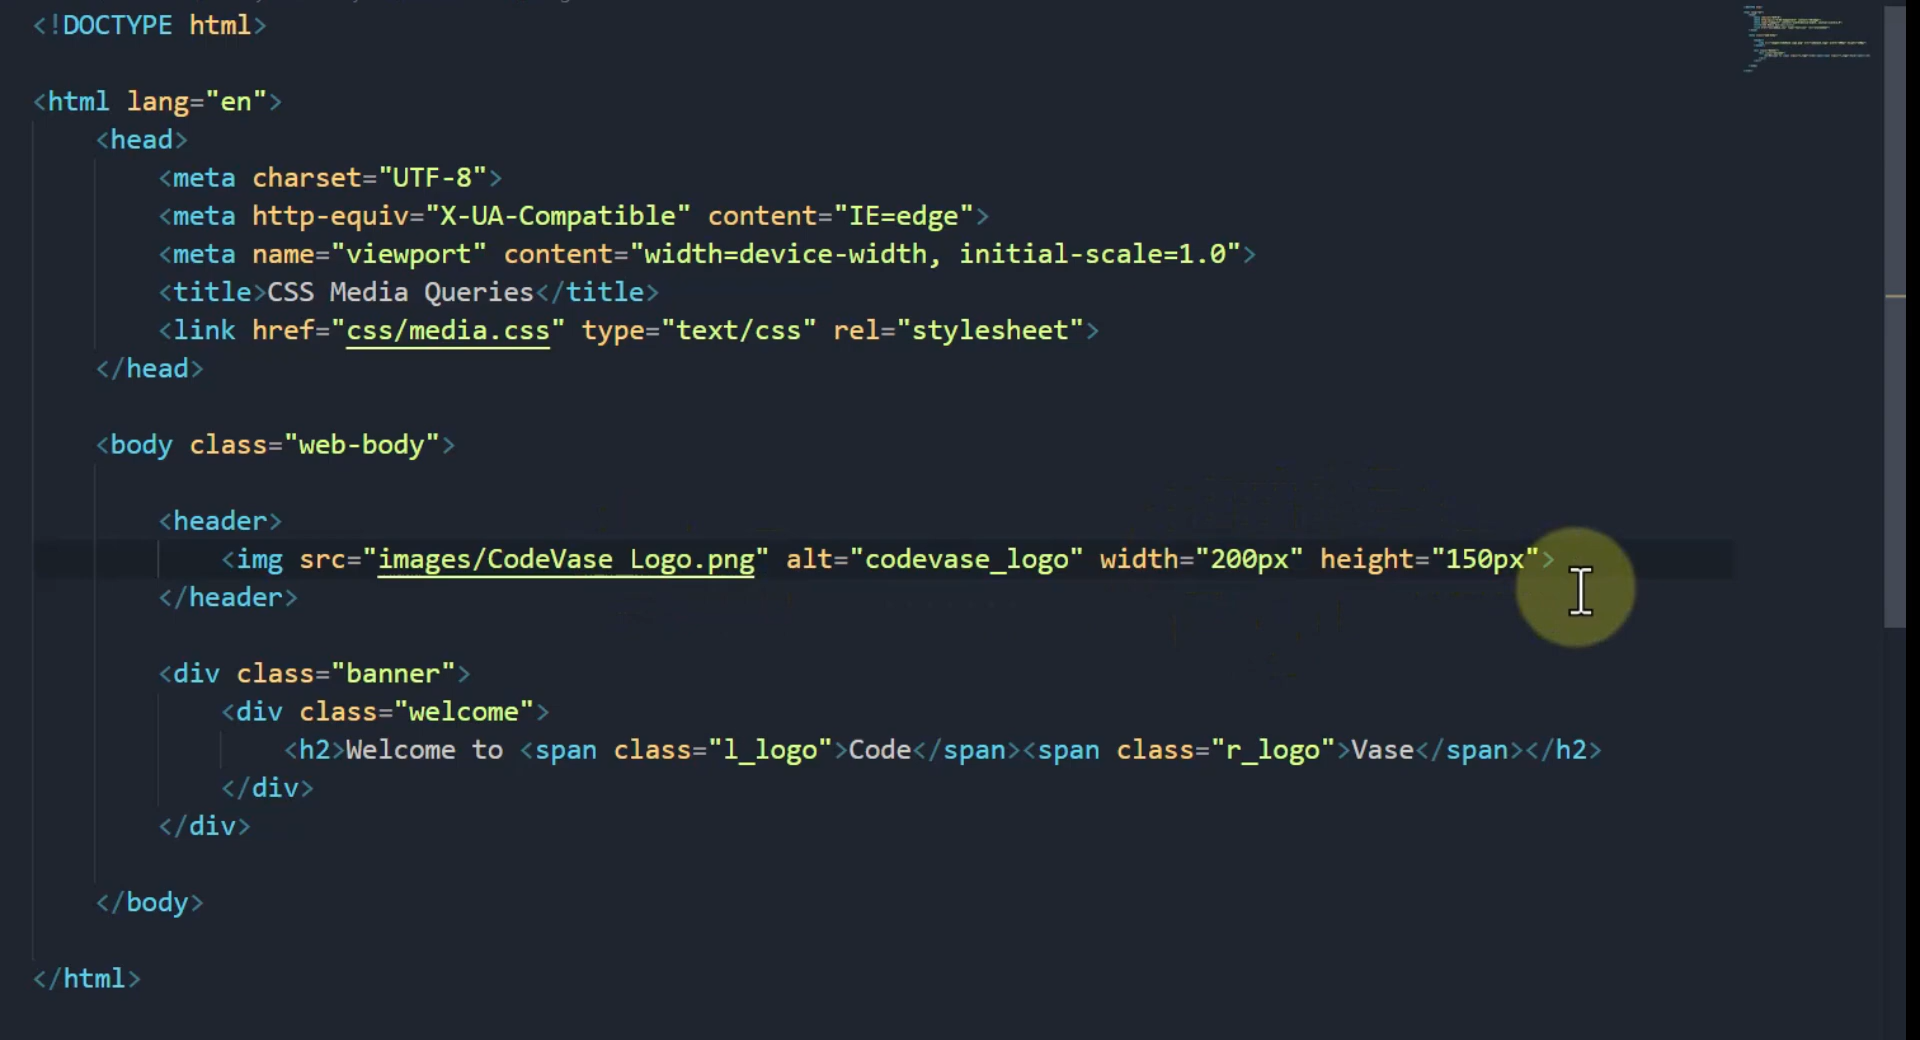 <!DOCTYPE html>
<html lang="en">
<head>
<meta charset="UTF-8">
<meta http-equiv="X-UA-Compatible" content="IE=edge">
<meta name="viewport" content="width=device-width, initial-scale=1.0">
<title>CSS Media Queries</title>
<link href="css/media.css" type="text/css" rel="stylesheet">
</head>
<body class="web-body">
<header>
<img src="images/CodeVase Logo.png" alt="codevase_logo" width="200px" height="150px">
</header>
<div class="banner">
<div class="welcome">
<h2>Welcome to <span class="l_logo">Code</span><span class="r_logo">Vase</span></h2>
</div>
</div>
</body>
</html>